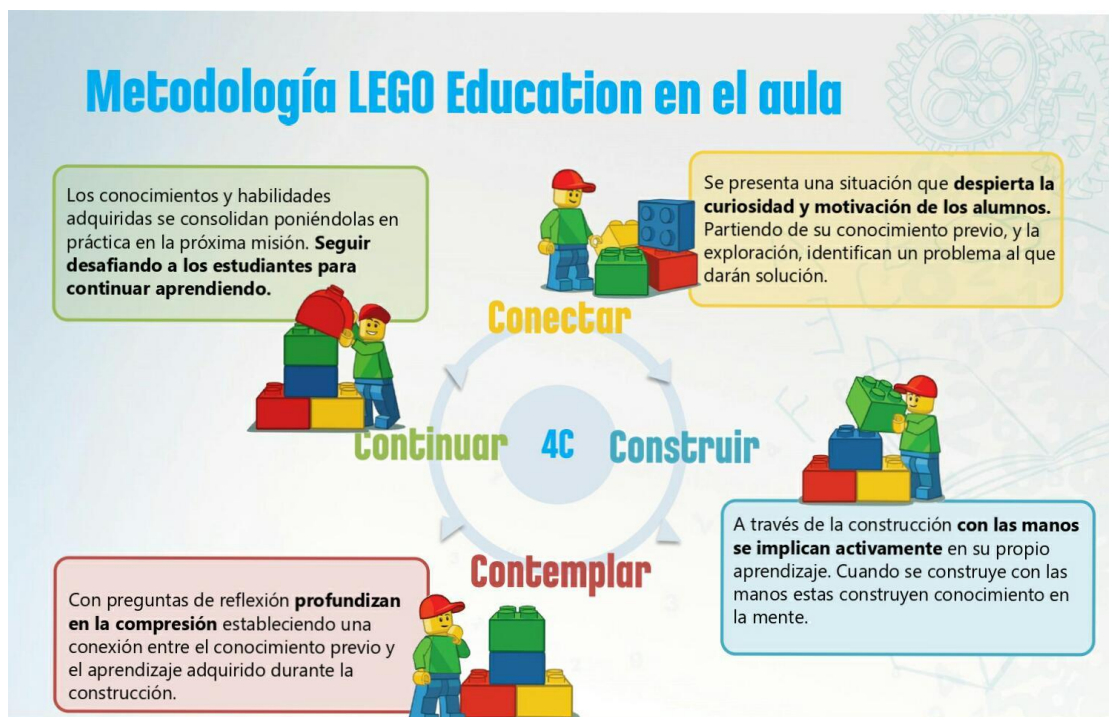 Metodología LEGO Education en el aula
Los conocimientos y habilidades
adquiridas se consolidan poniéndolas en
práctica en la próxima misión. Seguir
desafiando a los estudiantes para
continuar aprendiendo.
Se presenta una situación que despierta la
curiosidad y motivación de los alumnos.
Partiendo de su conocimiento previo, y la
exploración, identifican un problema al que
darán solución.
Conectar
Continuar
4C
Construir
Contemplar
A través de la construcción con las manos
se implican activamente en su propio
aprendizaje. Cuando se construye con las
manos estas construyen conocimiento en
la mente.
Con preguntas de reflexión profundizan
en la compresión estableciendo una
conexión entre el conocimiento previo y
el aprendizaje adquirido durante la
construcción.